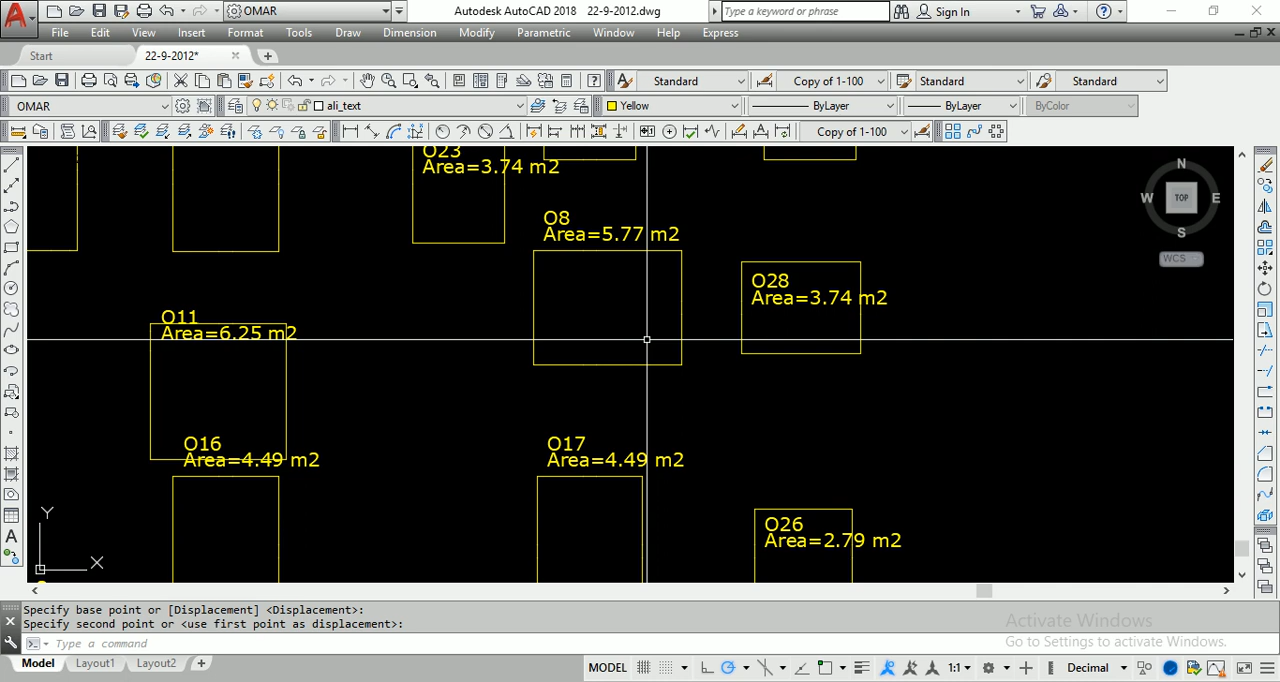 Autodesk AutoCAD 2018 22-9-2012.dwg
OMAR
Type a keyword or phrase
Sign In
File Edit View Insert Format Tools Draw Dimension Modify Parametric Window Help Express
Start 22-9-2012*
Standard Copy of 1-100 Standard Standard
OMAR ali_text Yellow ByLayer ByLayer ByColor
Copy of 1-100
O23
Area=3.74 m2
O8
Area=5.77 m2
O28
Area=3.74 m2
O11
Area=6.25 m2
O16
Area=4.49 m2
O17
Area=4.49 m2
O26
Area=2.79 m2
N
W TOP E
S
WCS
Y
X
Specify base point or [Displacement] <Displacement>:
Specify second point or <use first point as displacement>:
Type a command
Activate Windows
Go to Settings to activate Windows.
Model Layout1 Layout2
MODEL 1:1 Decimal